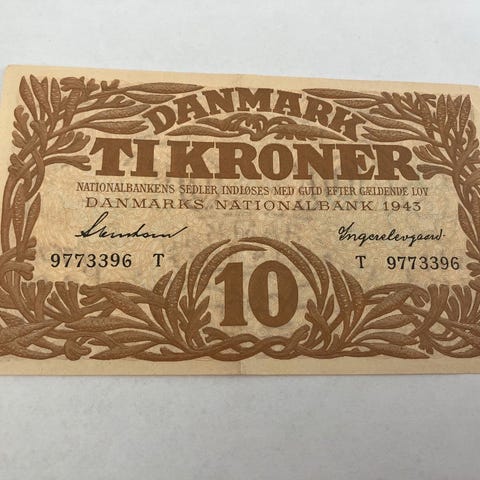 DANMARK
TI KRONER
NATIONALBANKENS SEDLER INDLØSES MED GULD EFTER GÆLDENDE LOV
DANMARKS NATIONALBANK 1943
9773396 T T 9773396
10